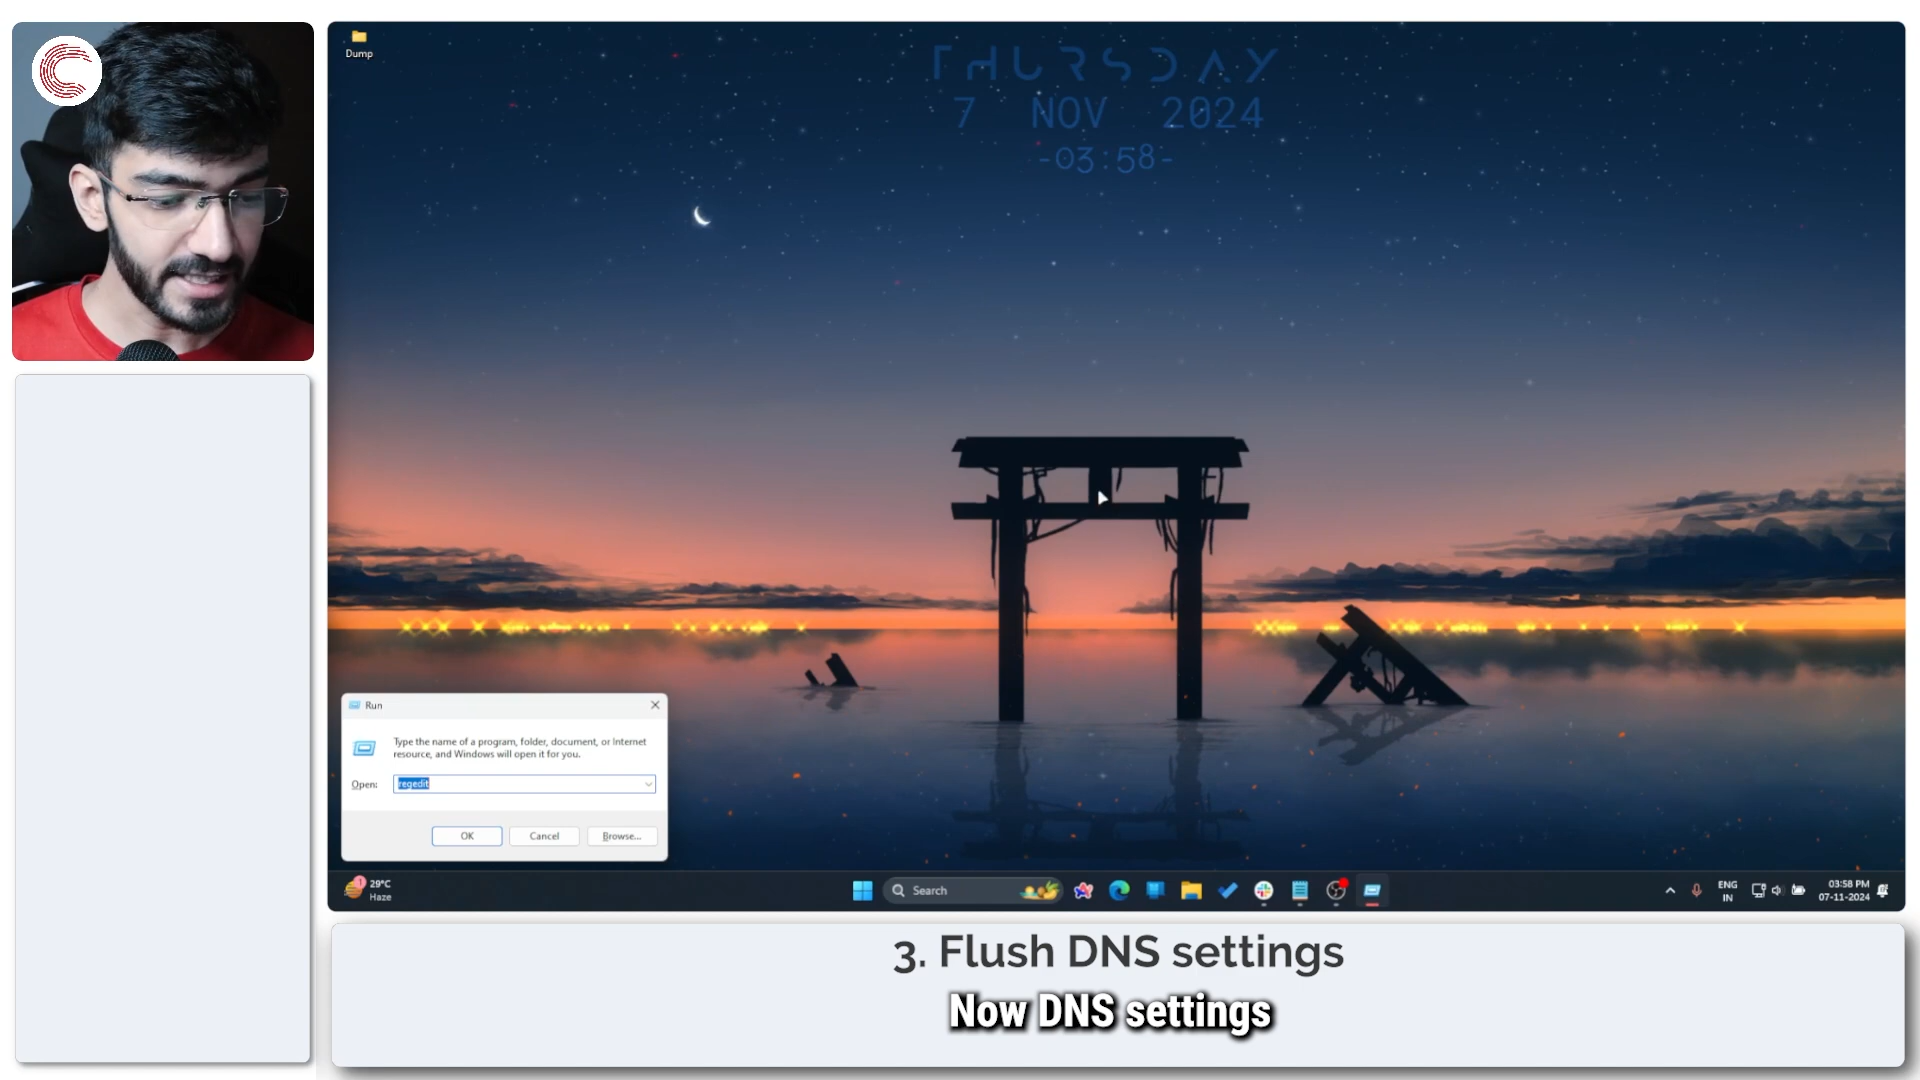 Dump
THURSDAY
7 NOV 2024
-03:58-
Run
Type the name of a program, folder, document, or Internet
resource, and Windows will open it for you.
Open:
regedit
OK
Cancel
Browse...
1
29°C
Haze
Search
ENG
IN
03:58 PM
07-11-2024
3. Flush DNS settings
Now DNS settings